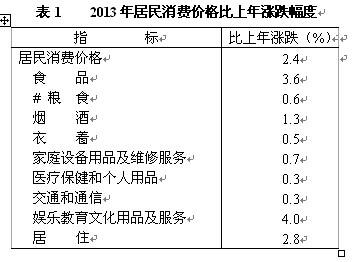 表1 2013年居民消费价格比上年涨跌幅度
指 标 比上年涨跌（%）
居民消费价格 2.4
食 品 3.6
# 粮 食 0.6
烟 酒 1.3
衣 着 0.5
家庭设备用品及维修服务 0.7
医疗保健和个人用品 0.3
交通和通信 0.3
娱乐教育文化用品及服务 4.0
居 住 2.8